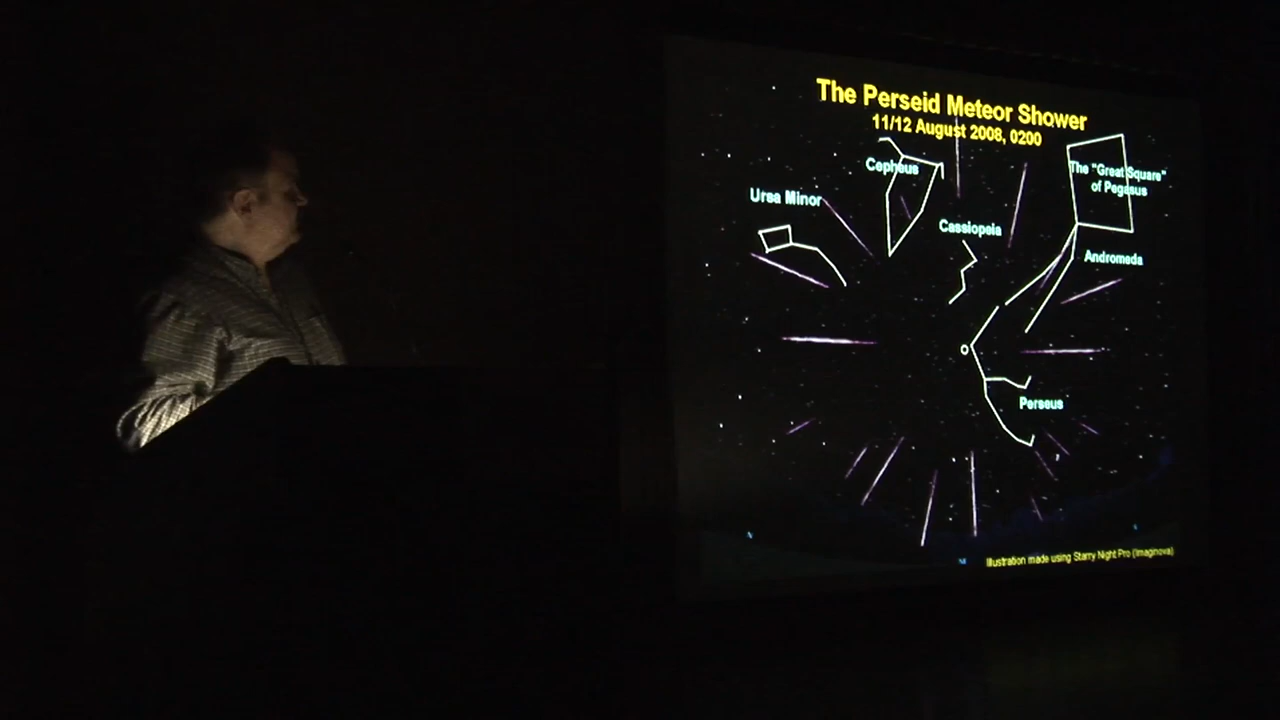 The Perseid Meteor Shower
11/12 August 2008, 0200
Cepheus
The "Great Square"
of Pegasus
Ursa Minor
Cassiopeia
Andromeda
Perseus
Illustration made using Starry Night Pro (Imaginova)